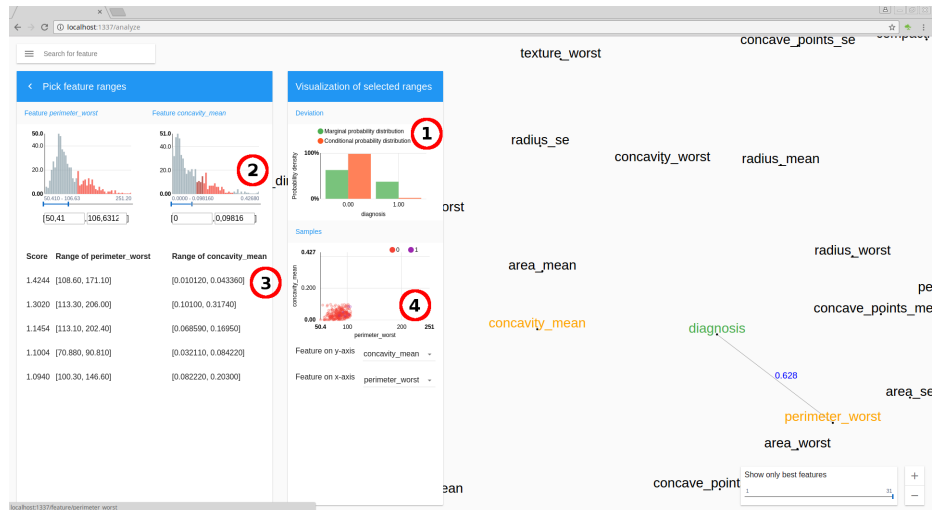 localhost:1337/analyze
Search for feature
Pick feature ranges
Feature perimeter_worst
Feature concavity_mean
50.0
40.0
20.0
0.00
50.410 - 106.63
251.20
[50,41
,106,6312 ]
51.0
40.0
20.0
0.00
0.0000 - 0.098160
0.42680
[0
,0,09816 ]
2
Score Range of perimeter_worst Range of concavity_mean
1.4244 [108.60, 171.10] [0.010120, 0.043360]
3
1.3020 [113.30, 206.00] [0.10100, 0.31740]
1.1454 [113.10, 202.40] [0.068590, 0.16950]
1.1004 [70.880, 90.810] [0.032110, 0.084220]
1.0940 [100.30, 146.60] [0.082220, 0.20300]
Visualization of selected ranges
Deviation
Marginal probability distribution
Conditional probability distribution
1
Probability density
100%
0%
0.00
1.00
diagnosis
Samples
0 1
concavity_mean
0.427
0.200
0.00
50.4 100 200 251
perimeter_worst
4
Feature on y-axis concavity_mean
Feature on x-axis perimeter_worst
texture_worst
concave_points_se
radius_se
concavity_worst
radius_mean
orst
radius_worst
area_mean
pe
concave_ppints_me
concavity_mean
diagnosis
0.628
area_se
perimeter_worst
area_worst
concave_ppint
ean
Show only best features
1
31
+
−
localhost:1337/feature/perimeter_worst